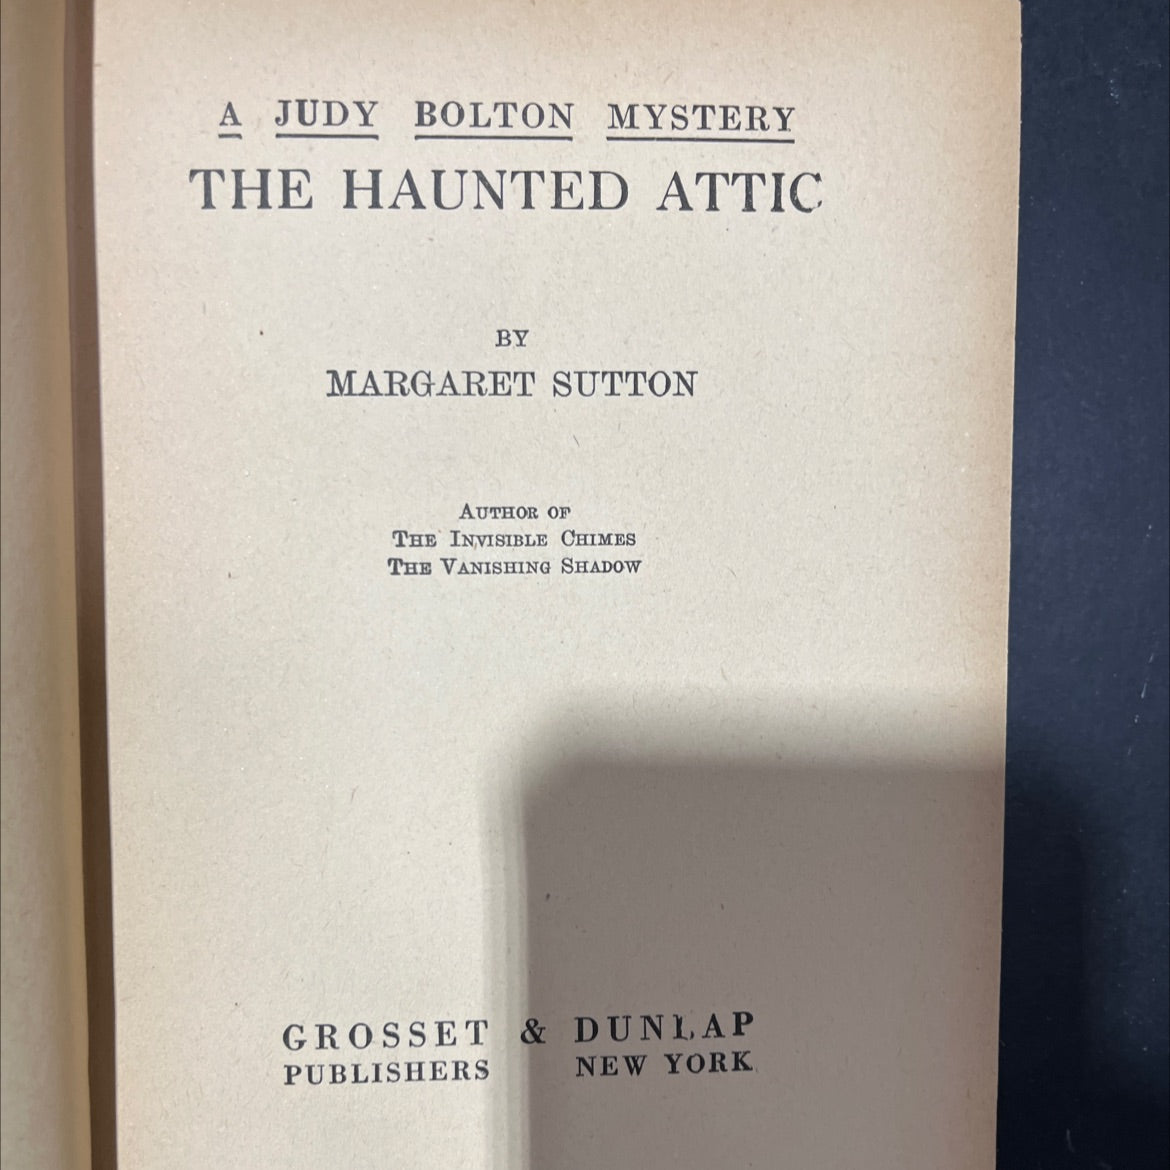 A JUDY BOLTON MYSTERY
THE HAUNTED ATTIC
BY
MARGARET SUTTON
AUTHOR OF
THE INVISIBLE CHIMES
THE VANISHING SHADOW
GROSSET & DUNLAP
PUBLISHERS NEW YORK